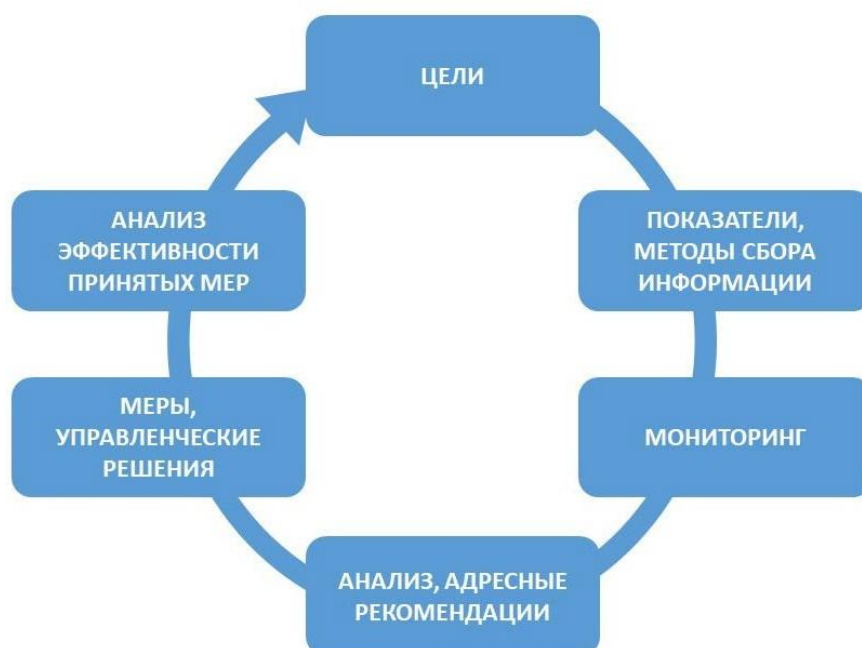 ЦЕЛИ
ПОКАЗАТЕЛИ,
МЕТОДЫ СБОРА
ИНФОРМАЦИИ
МОНИТОРИНГ
АНАЛИЗ, АДРЕСНЫЕ
РЕКОМЕНДАЦИИ
МЕРЫ,
УПРАВЛЕНЧЕСКИЕ
РЕШЕНИЯ
АНАЛИЗ
ЭФФЕКТИВНОСТИ
ПРИНЯТЫХ МЕР